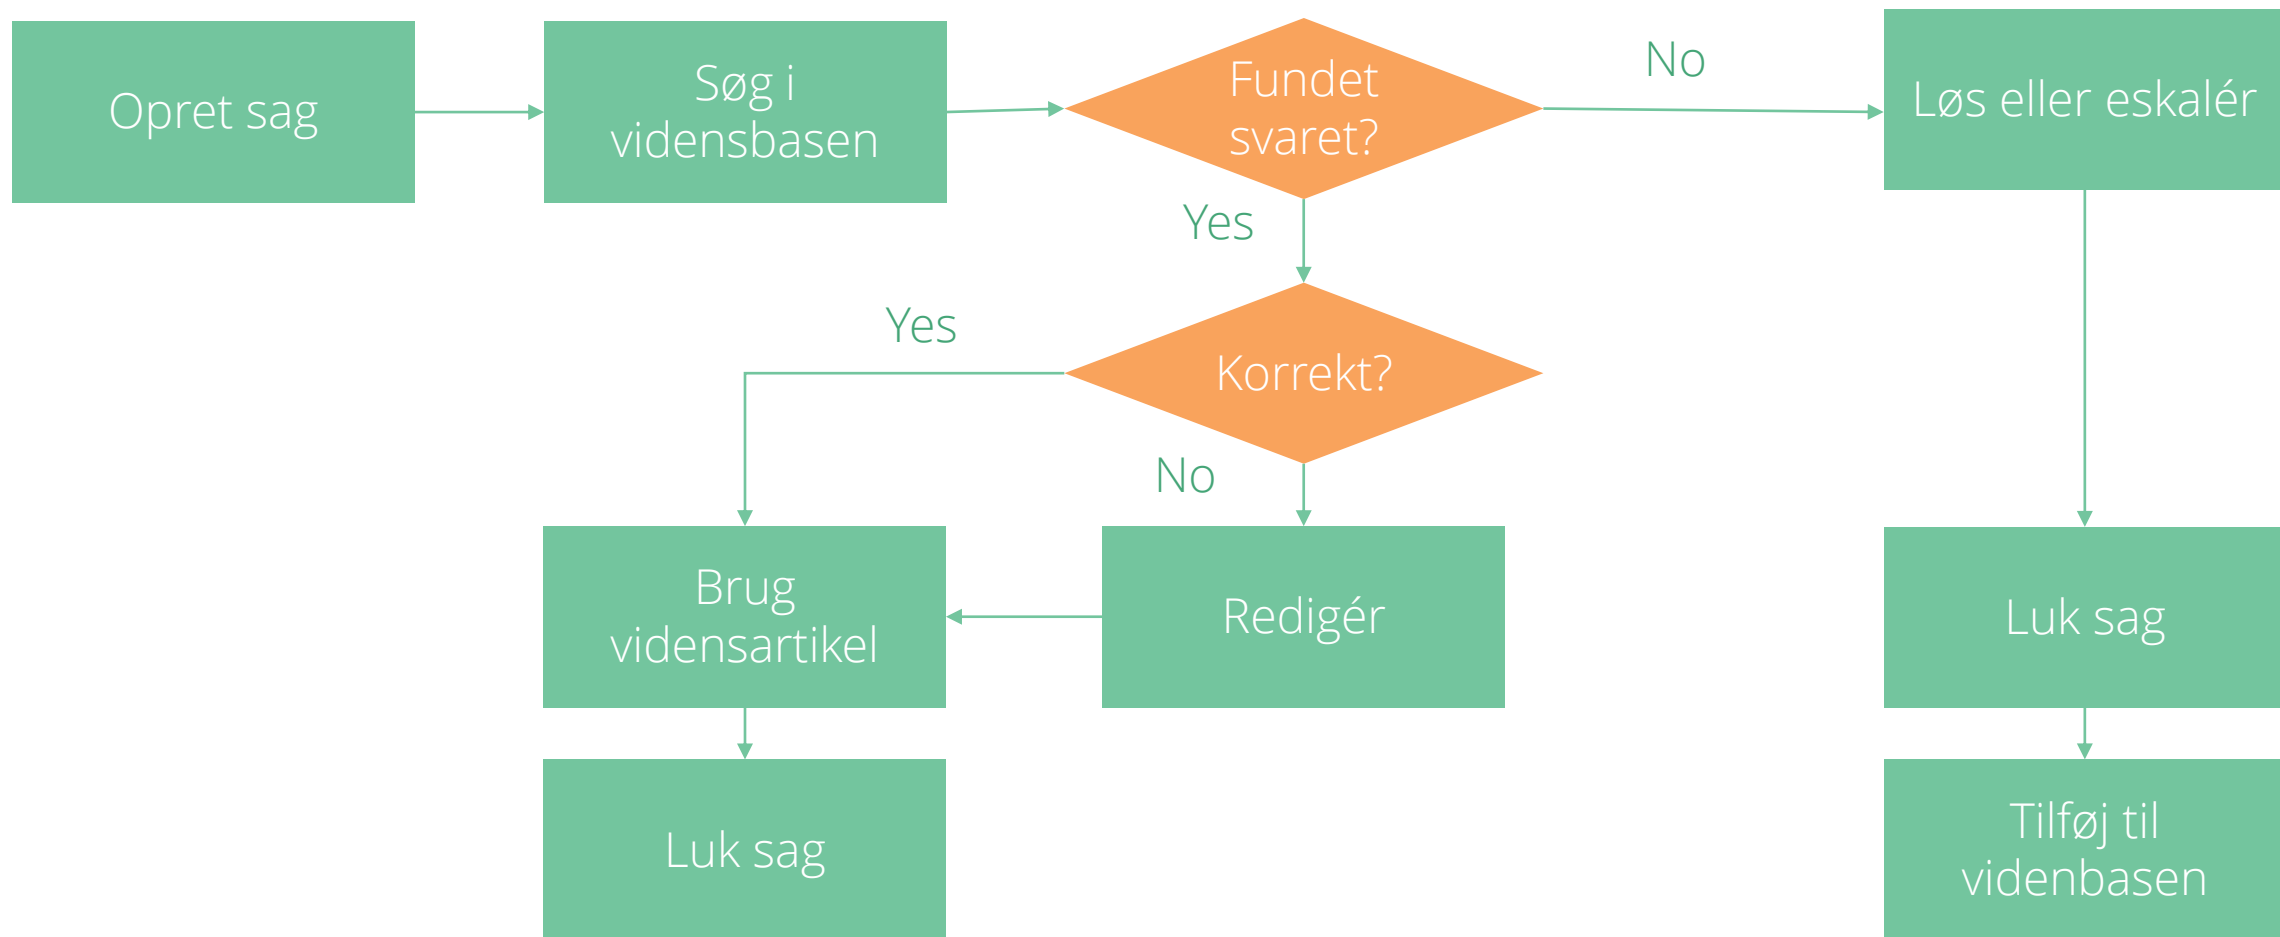 Opret sag
Søg i
vidensbasen
Fundet
svaret?
No
Løs eller eskalér
Yes
Yes
Korrekt?
No
Brug
vidensartikel
Redigér
Luk sag
Luk sag
Tilføj til
videnbasen